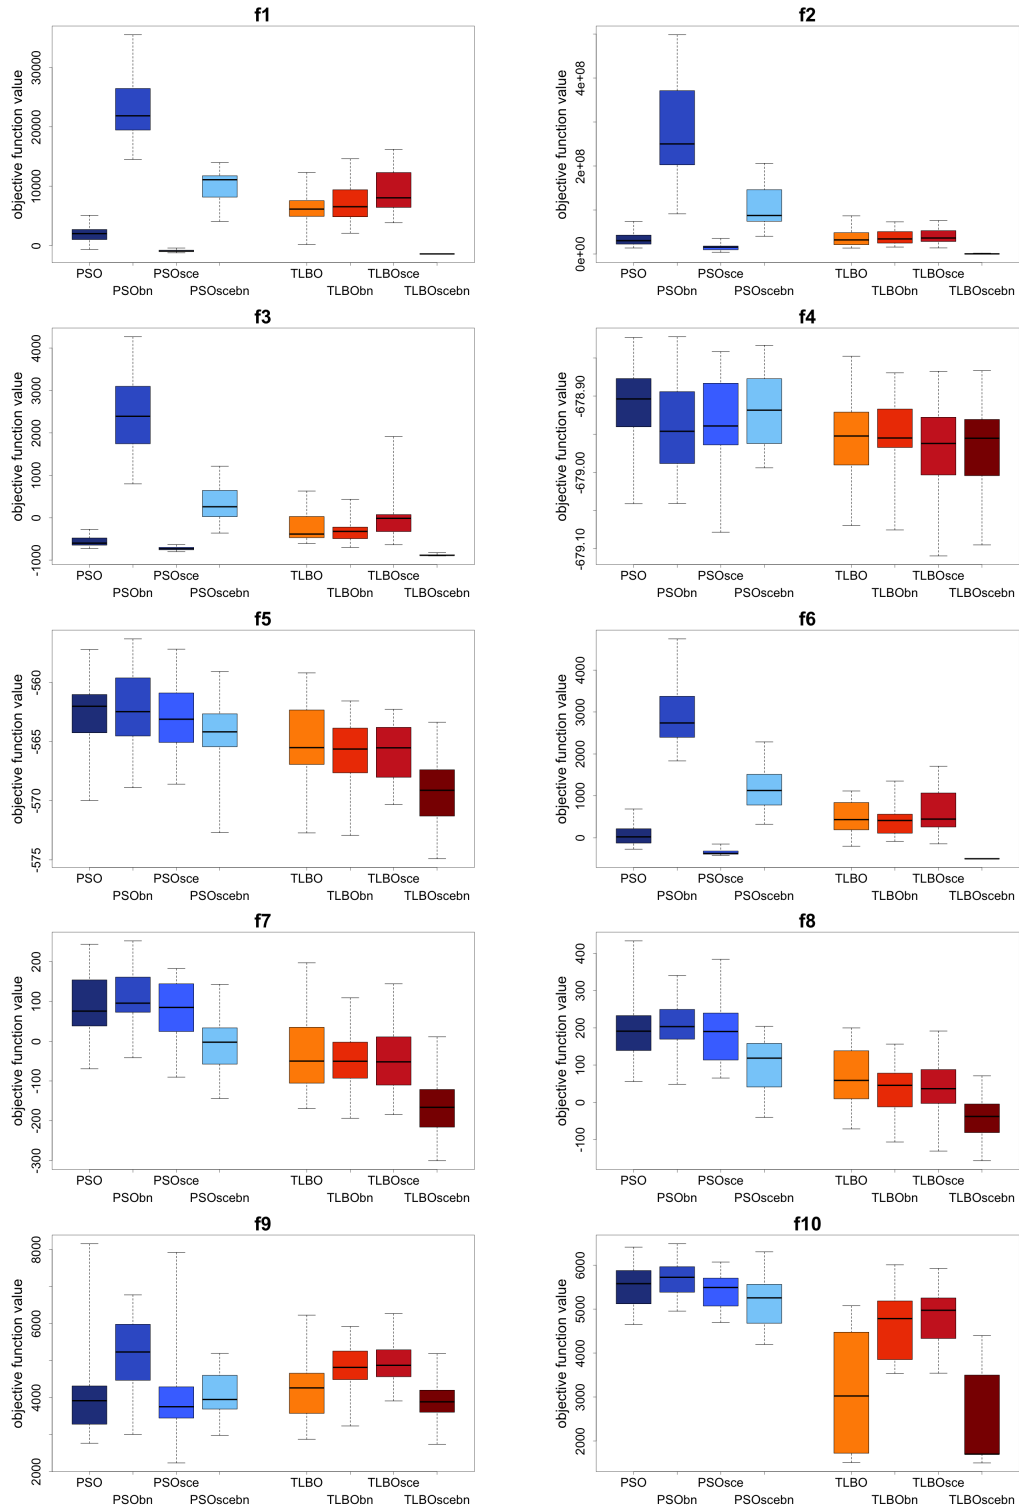 f1
objective function value
0 10000 20000 30000
PSO PSOsce TLBO TLBOsce
PSObn PSOscebn TLBObn TLBOscebn
f2
objective function value
0e+00 2e+08 4e+08
PSO PSOsce TLBO TLBOsce
PSObn PSOscebn TLBObn TLBOscebn
f3
objective function value
-1000 0 1000 2000 3000 4000
PSO PSOsce TLBO TLBOsce
PSObn PSOscebn TLBObn TLBOscebn
f4
objective function value
-679.10 -679.00 -678.90
PSO PSOsce TLBO TLBOsce
PSObn PSOscebn TLBObn TLBOscebn
f5
objective function value
-575 -570 -565 -560
PSO PSOsce TLBO TLBOsce
PSObn PSOscebn TLBObn TLBOscebn
f6
objective function value
0 1000 2000 3000 4000
PSO PSOsce TLBO TLBOsce
PSObn PSOscebn TLBObn TLBOscebn
f7
objective function value
-300 -200 -100 0 100 200
PSO PSOsce TLBO TLBOsce
PSObn PSOscebn TLBObn TLBOscebn
f8
objective function value
-100 0 100 200 300 400
PSO PSOsce TLBO TLBOsce
PSObn PSOscebn TLBObn TLBOscebn
f9
objective function value
2000 4000 6000 8000
PSO PSOsce TLBO TLBOsce
PSObn PSOscebn TLBObn TLBOscebn
f10
objective function value
2000 3000 4000 5000 6000
PSO PSOsce TLBO TLBOsce
PSObn PSOscebn TLBObn TLBOscebn